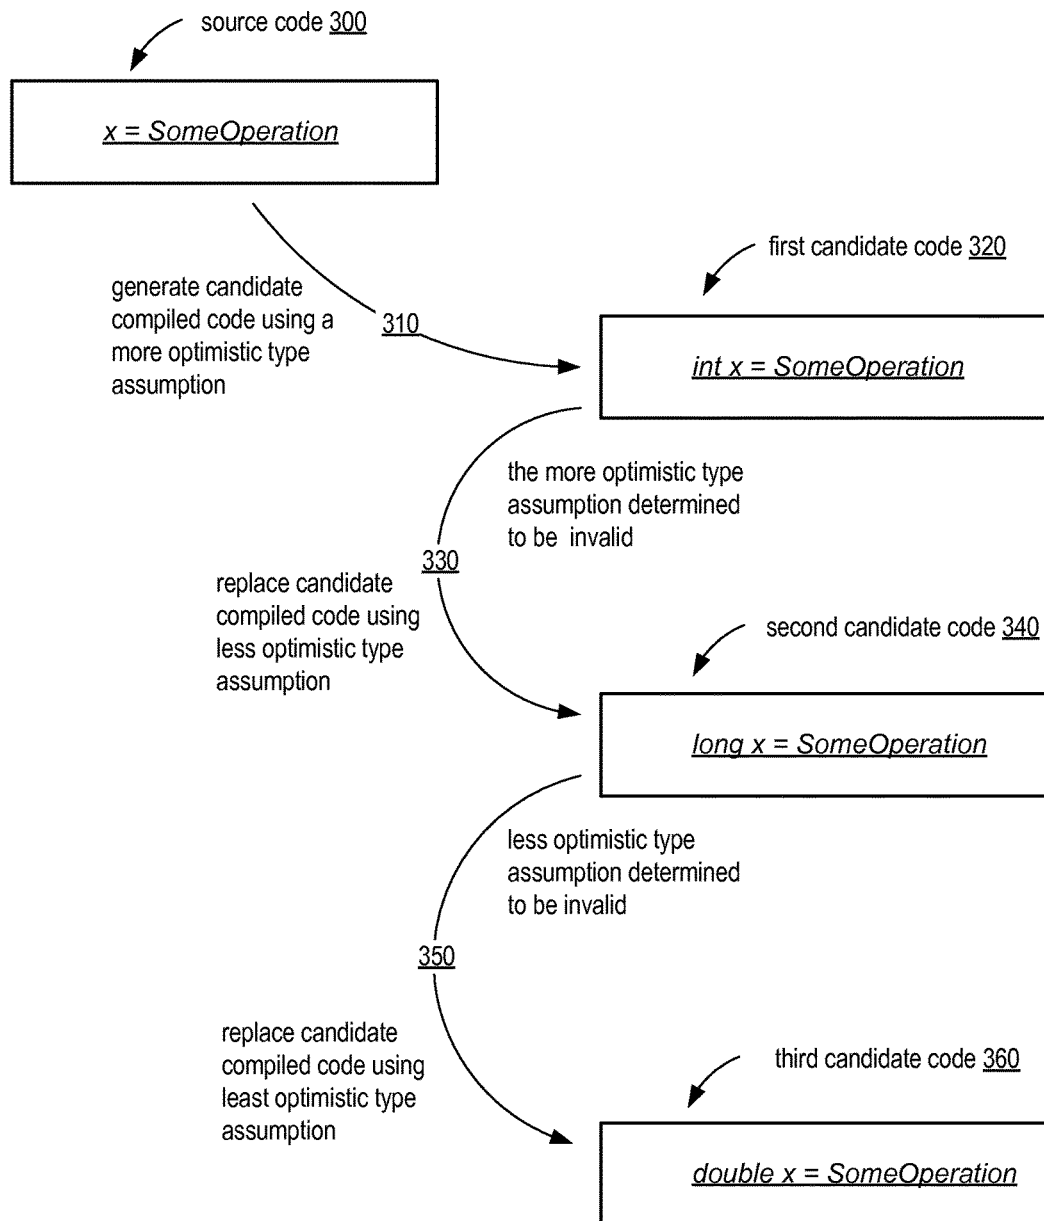 source code 300
x = SomeOperation
first candidate code 320
generate candidate
compiled code using a
more optimistic type
assumption
310
int x = SomeOperation
the more optimistic type
assumption determined
to be invalid
330
replace candidate
compiled code using
less optimistic type
assumption
second candidate code 340
long x = SomeOperation
less optimistic type
assumption determined
to be invalid
350
replace candidate
compiled code using
least optimistic type
assumption
third candidate code 360
double x = SomeOperation